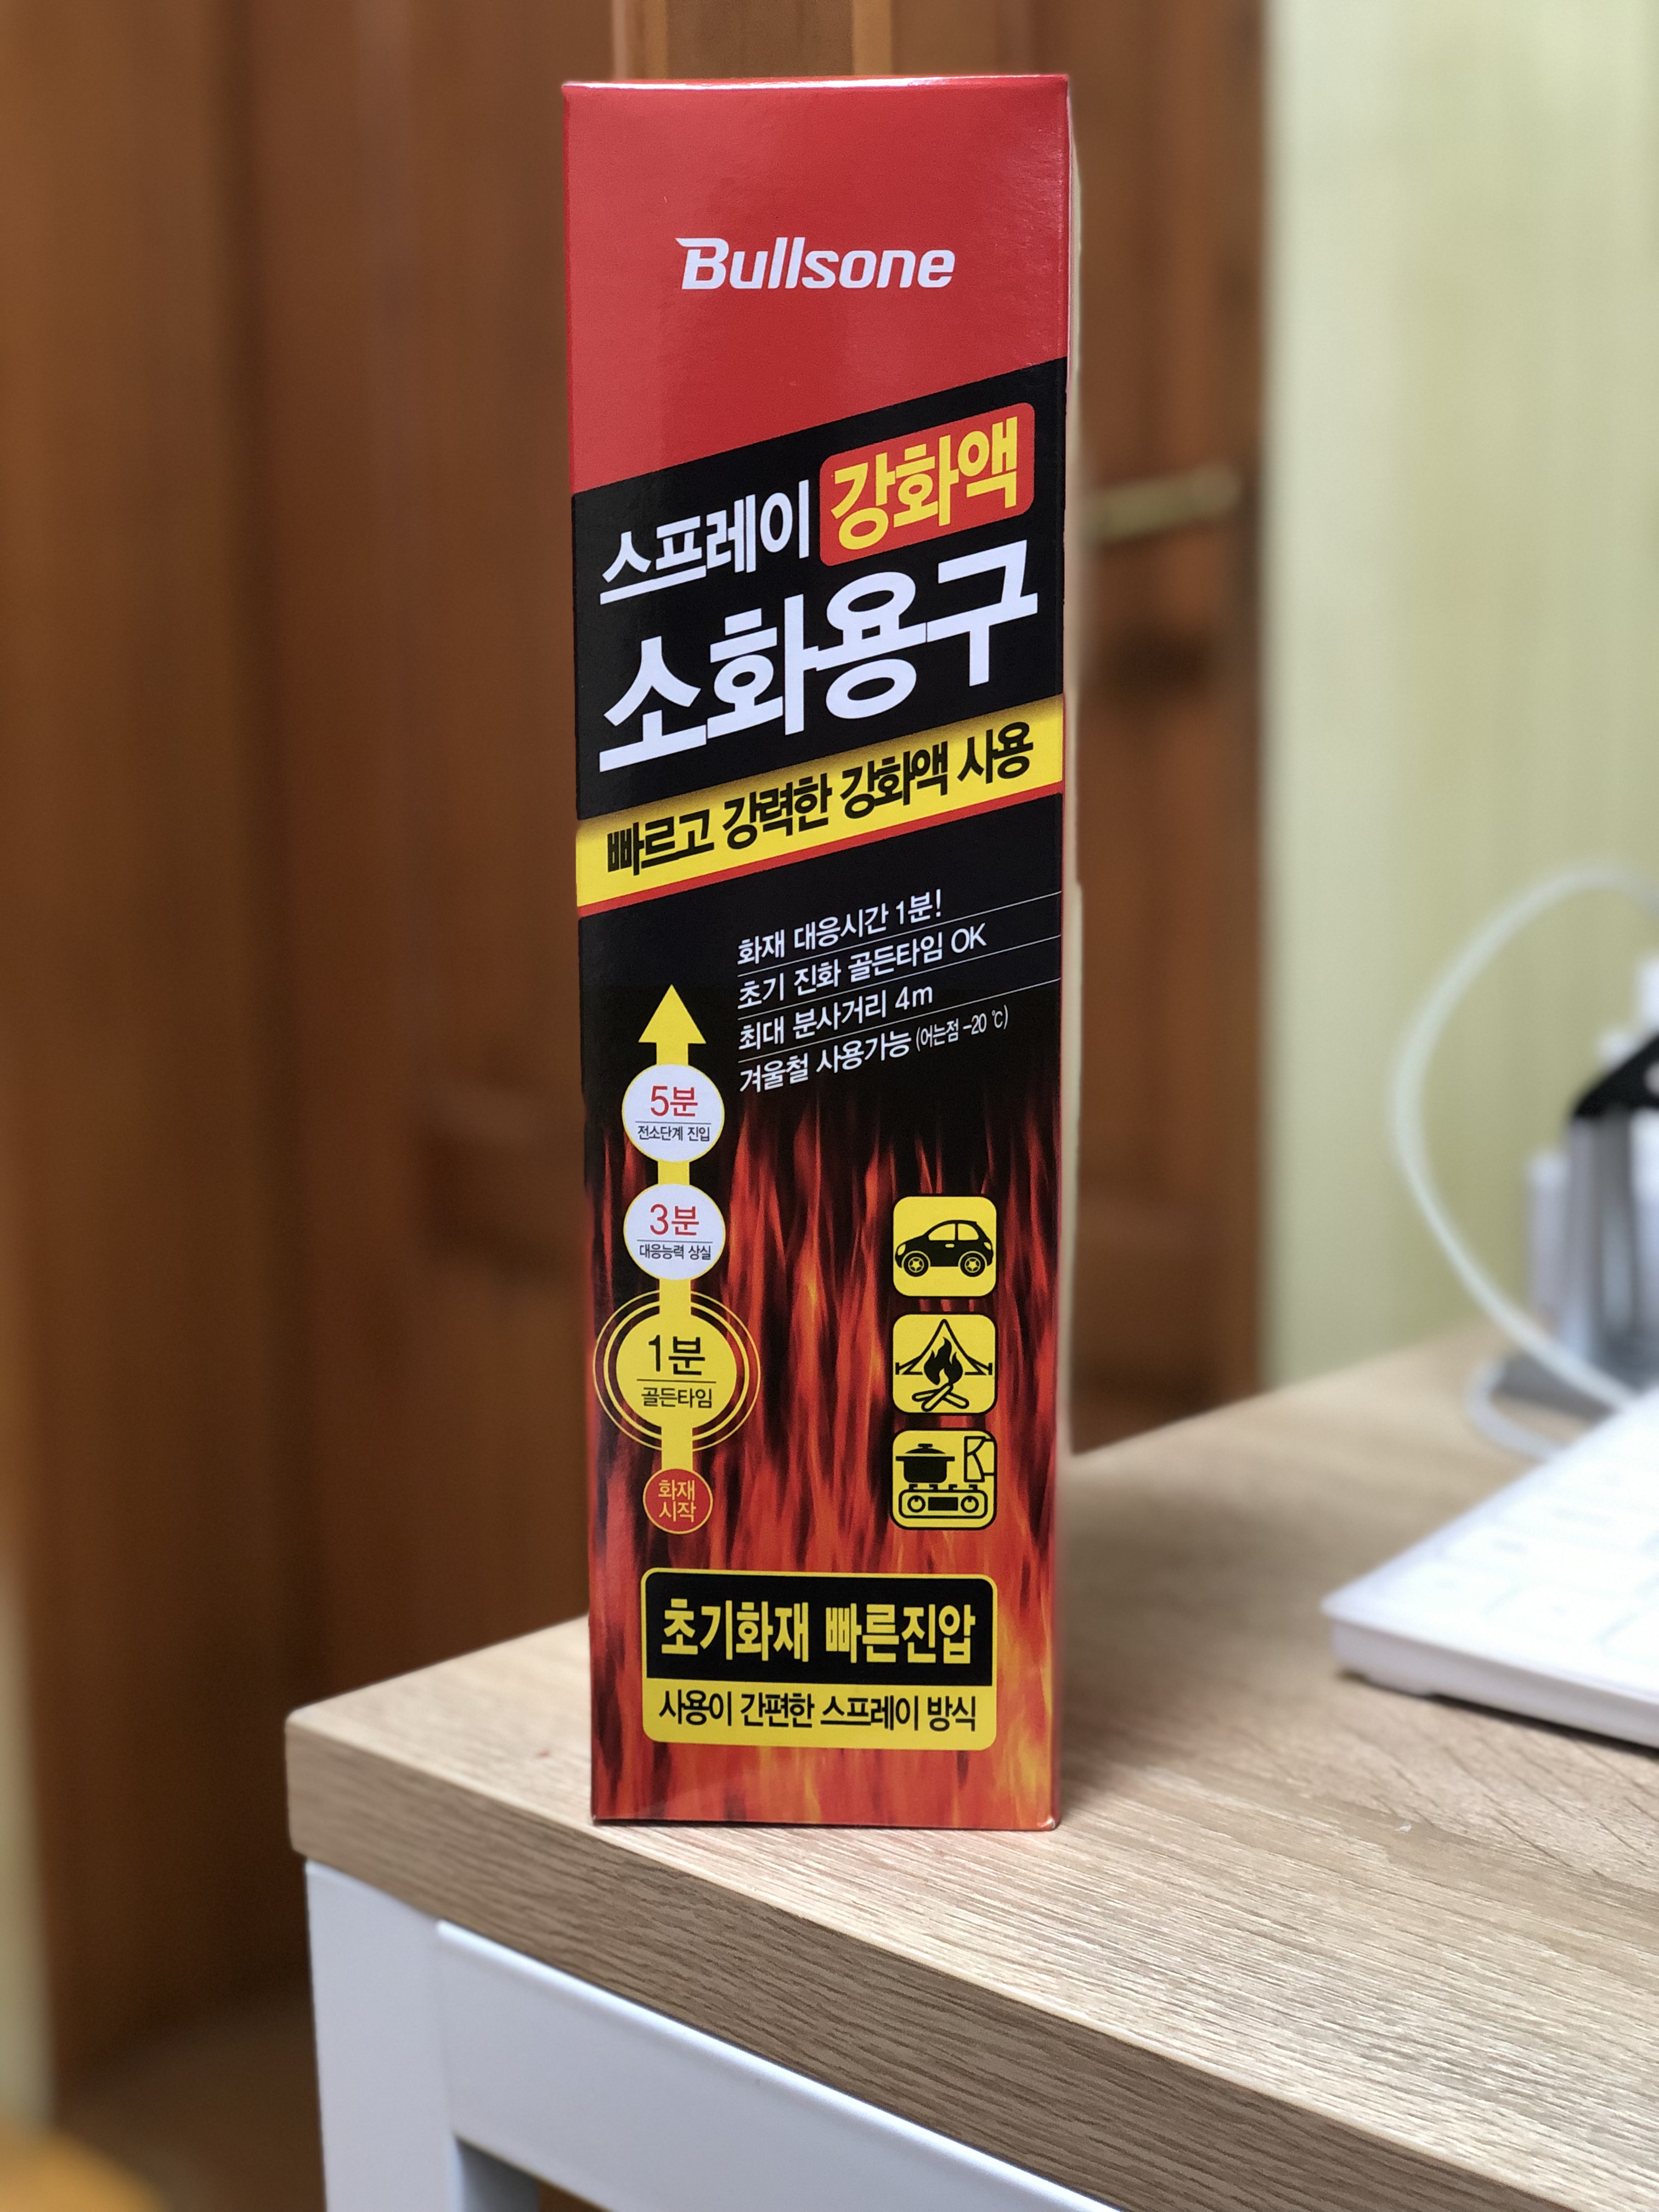 Bullsone
스프레이 강화액
소화용구
빠르고 강력한 강화액 사용
화재 대응시간 1분!
초기 진화 골든타임 OK
최대 분사거리 4m
겨울철 사용가능 (어는점 -20 ℃)
5분
전소단계 진입
3분
대응능력 상실
1분
골든타임
화재
시작
초기화재 빠른진압
사용이 간편한 스프레이 방식